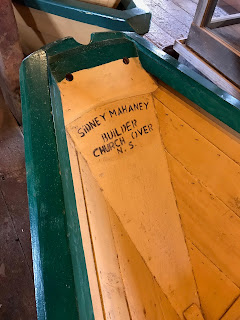 SIDNEY MAHANEY
BUILDER
CHURCH OVER
N.S.